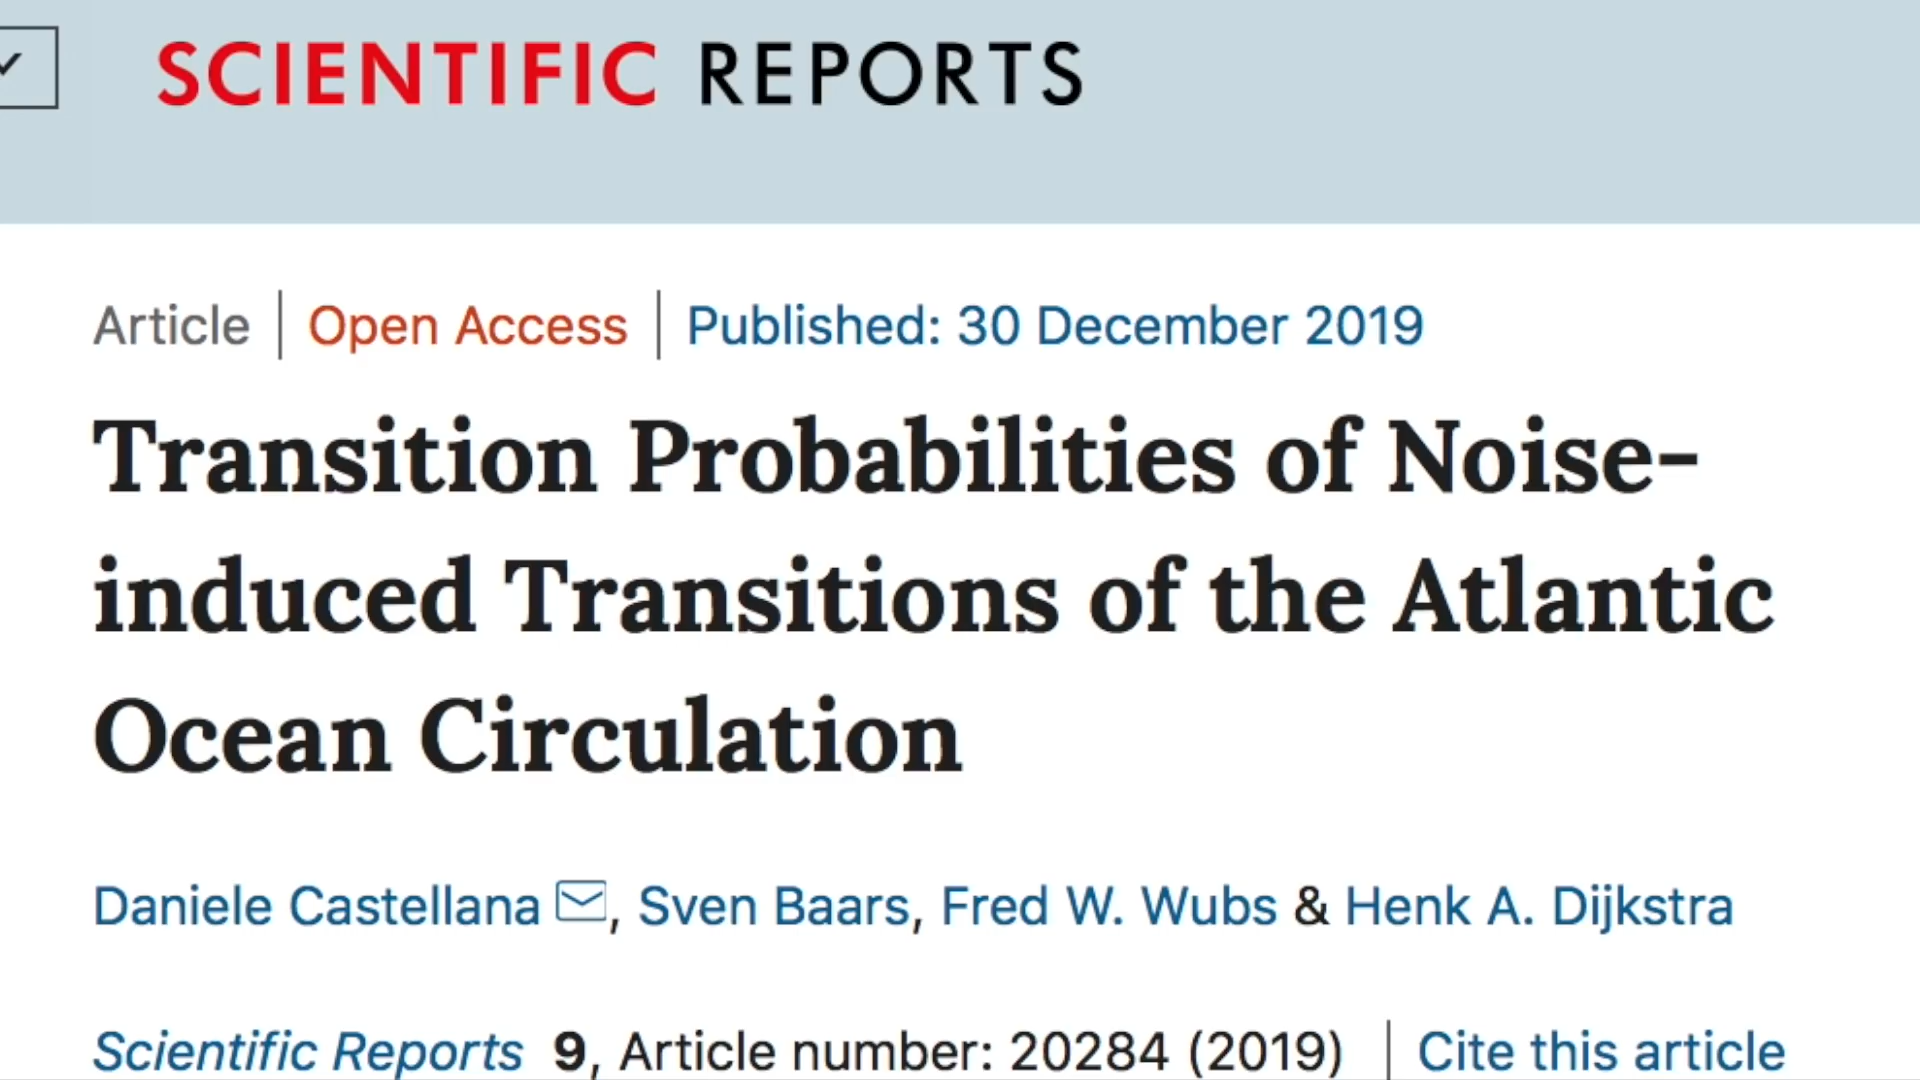 SCIENTIFIC REPORTS
Article | Open Access | Published: 30 December 2019
Transition Probabilities of Noise-
induced Transitions of the Atlantic
Ocean Circulation
Daniele Castellana, Sven Baars, Fred W. Wubs & Henk A. Dijkstra
Scientific Reports 9, Article number: 20284 (2019) | Cite this article